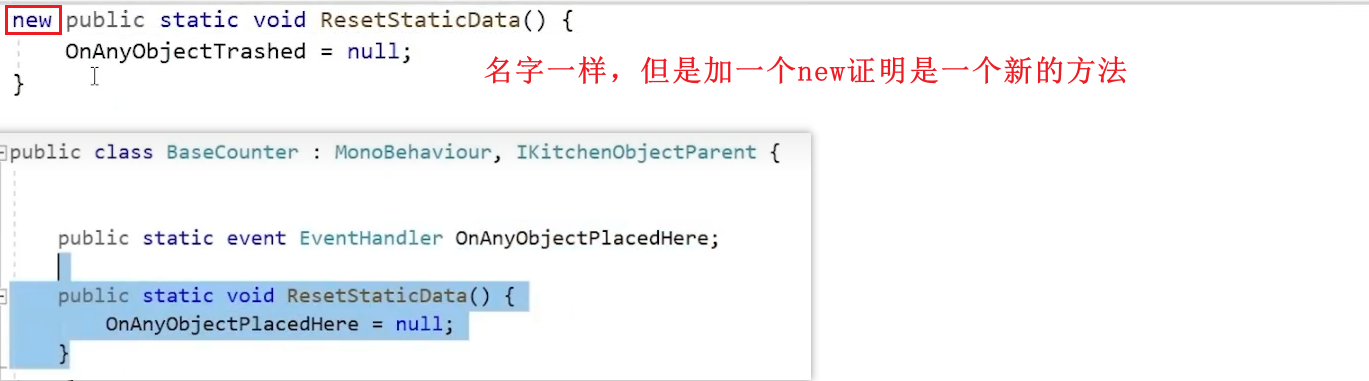 new public static void ResetStaticData() {
OnAnyObjectTrashed = null;
}
名字一样，但是加一个new证明是一个新的方法
public class BaseCounter : MonoBehaviour, IKitchenObjectParent {
public static event EventHandler OnAnyObjectPlacedHere;
public static void ResetStaticData() {
OnAnyObjectPlacedHere = null;
}